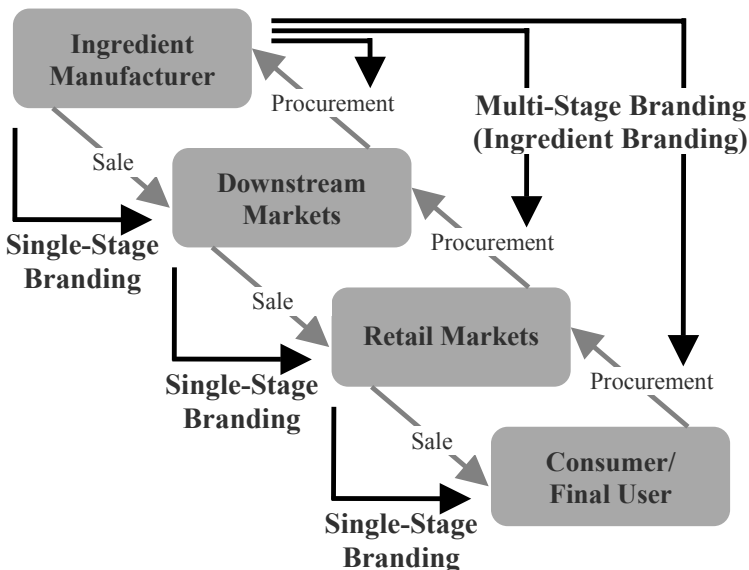 Ingredient
Manufacturer
Procurement
Multi-Stage Branding
(Ingredient Branding)
Sale
Downstream
Markets
Single-Stage
Branding
Procurement
Sale
Retail Markets
Single-Stage
Branding
Procurement
Sale
Consumer/
Final User
Single-Stage
Branding